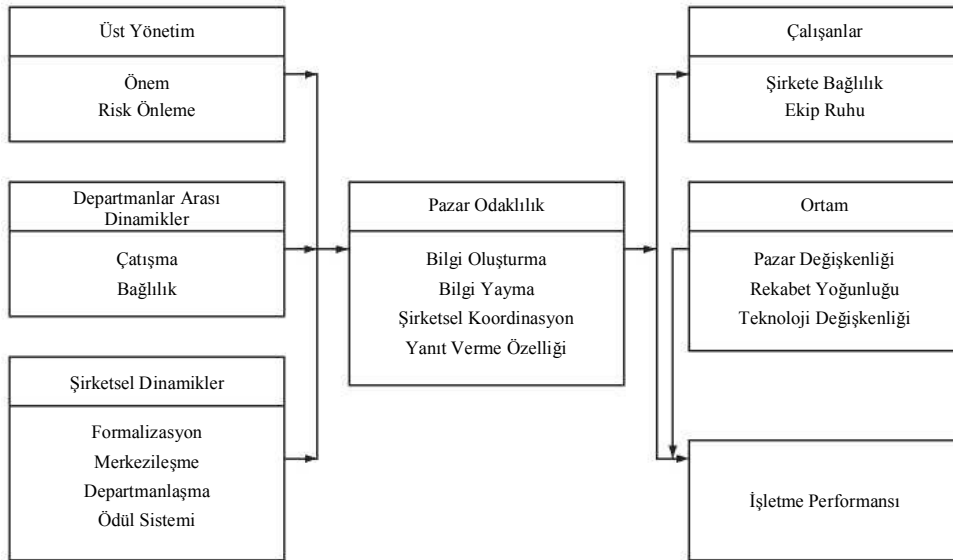 Üst Yönetim
Önem
Risk Önleme
Departmanlar Arası
Dinamikler
Çatışma
Bağlılık
Şirketsel Dinamikler
Formalizasyon
Merkezileşme
Departmanlaşma
Ödül Sistemi
Pazar Odaklılık
Bilgi Oluşturma
Bilgi Yayma
Şirketsel Koordinasyon
Yanıt Verme Özelliği
Çalışanlar
Şirkete Bağlılık
Ekip Ruhu
Ortam
Pazar Değişkenliği
Rekabet Yoğunluğu
Teknoloji Değişkenliği
İşletme Performansı